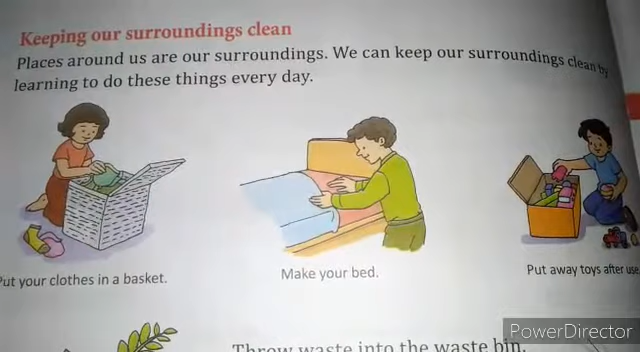 Keeping our surroundings clean
Places around us are our surroundings. We can keep our surroundings clean by
learning to do these things every day.
Put your clothes in a basket.
Make your bed.
Put away toys after use
Throw waste into the waste bin.
PowerDirector